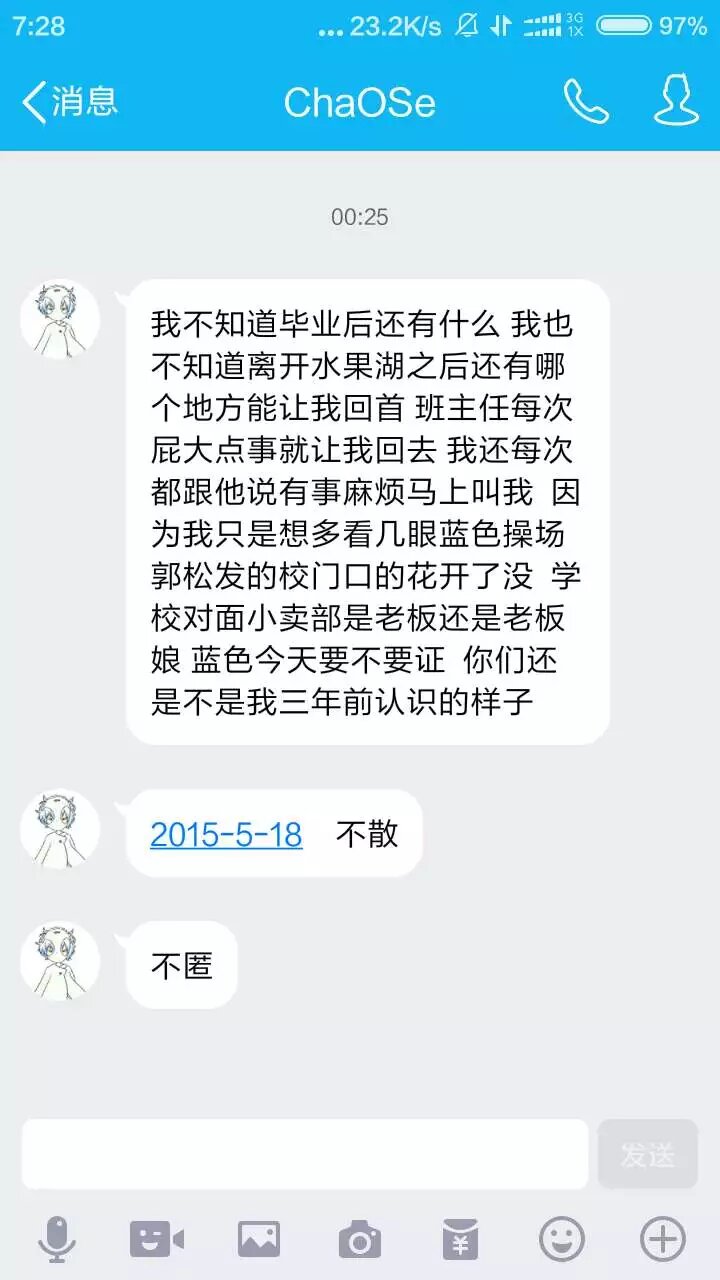 7:28 ... 23.2K/s 3G 1X 97%
消息 ChaOSe
00:25
我不知道毕业后还有什么 我也
不知道离开水果湖之后还有哪
个地方能让我回首 班主任每次
屁大点事就让我回去 我还每次
都跟他说有事麻烦马上叫我 因
为我只是想多看几眼蓝色操场
郭松发的校门口的花开了没 学
校对面小卖部是老板还是老板
娘 蓝色今天要不要证 你们还
是不是我三年前认识的样子
2015-5-18 不散
不匿
发送